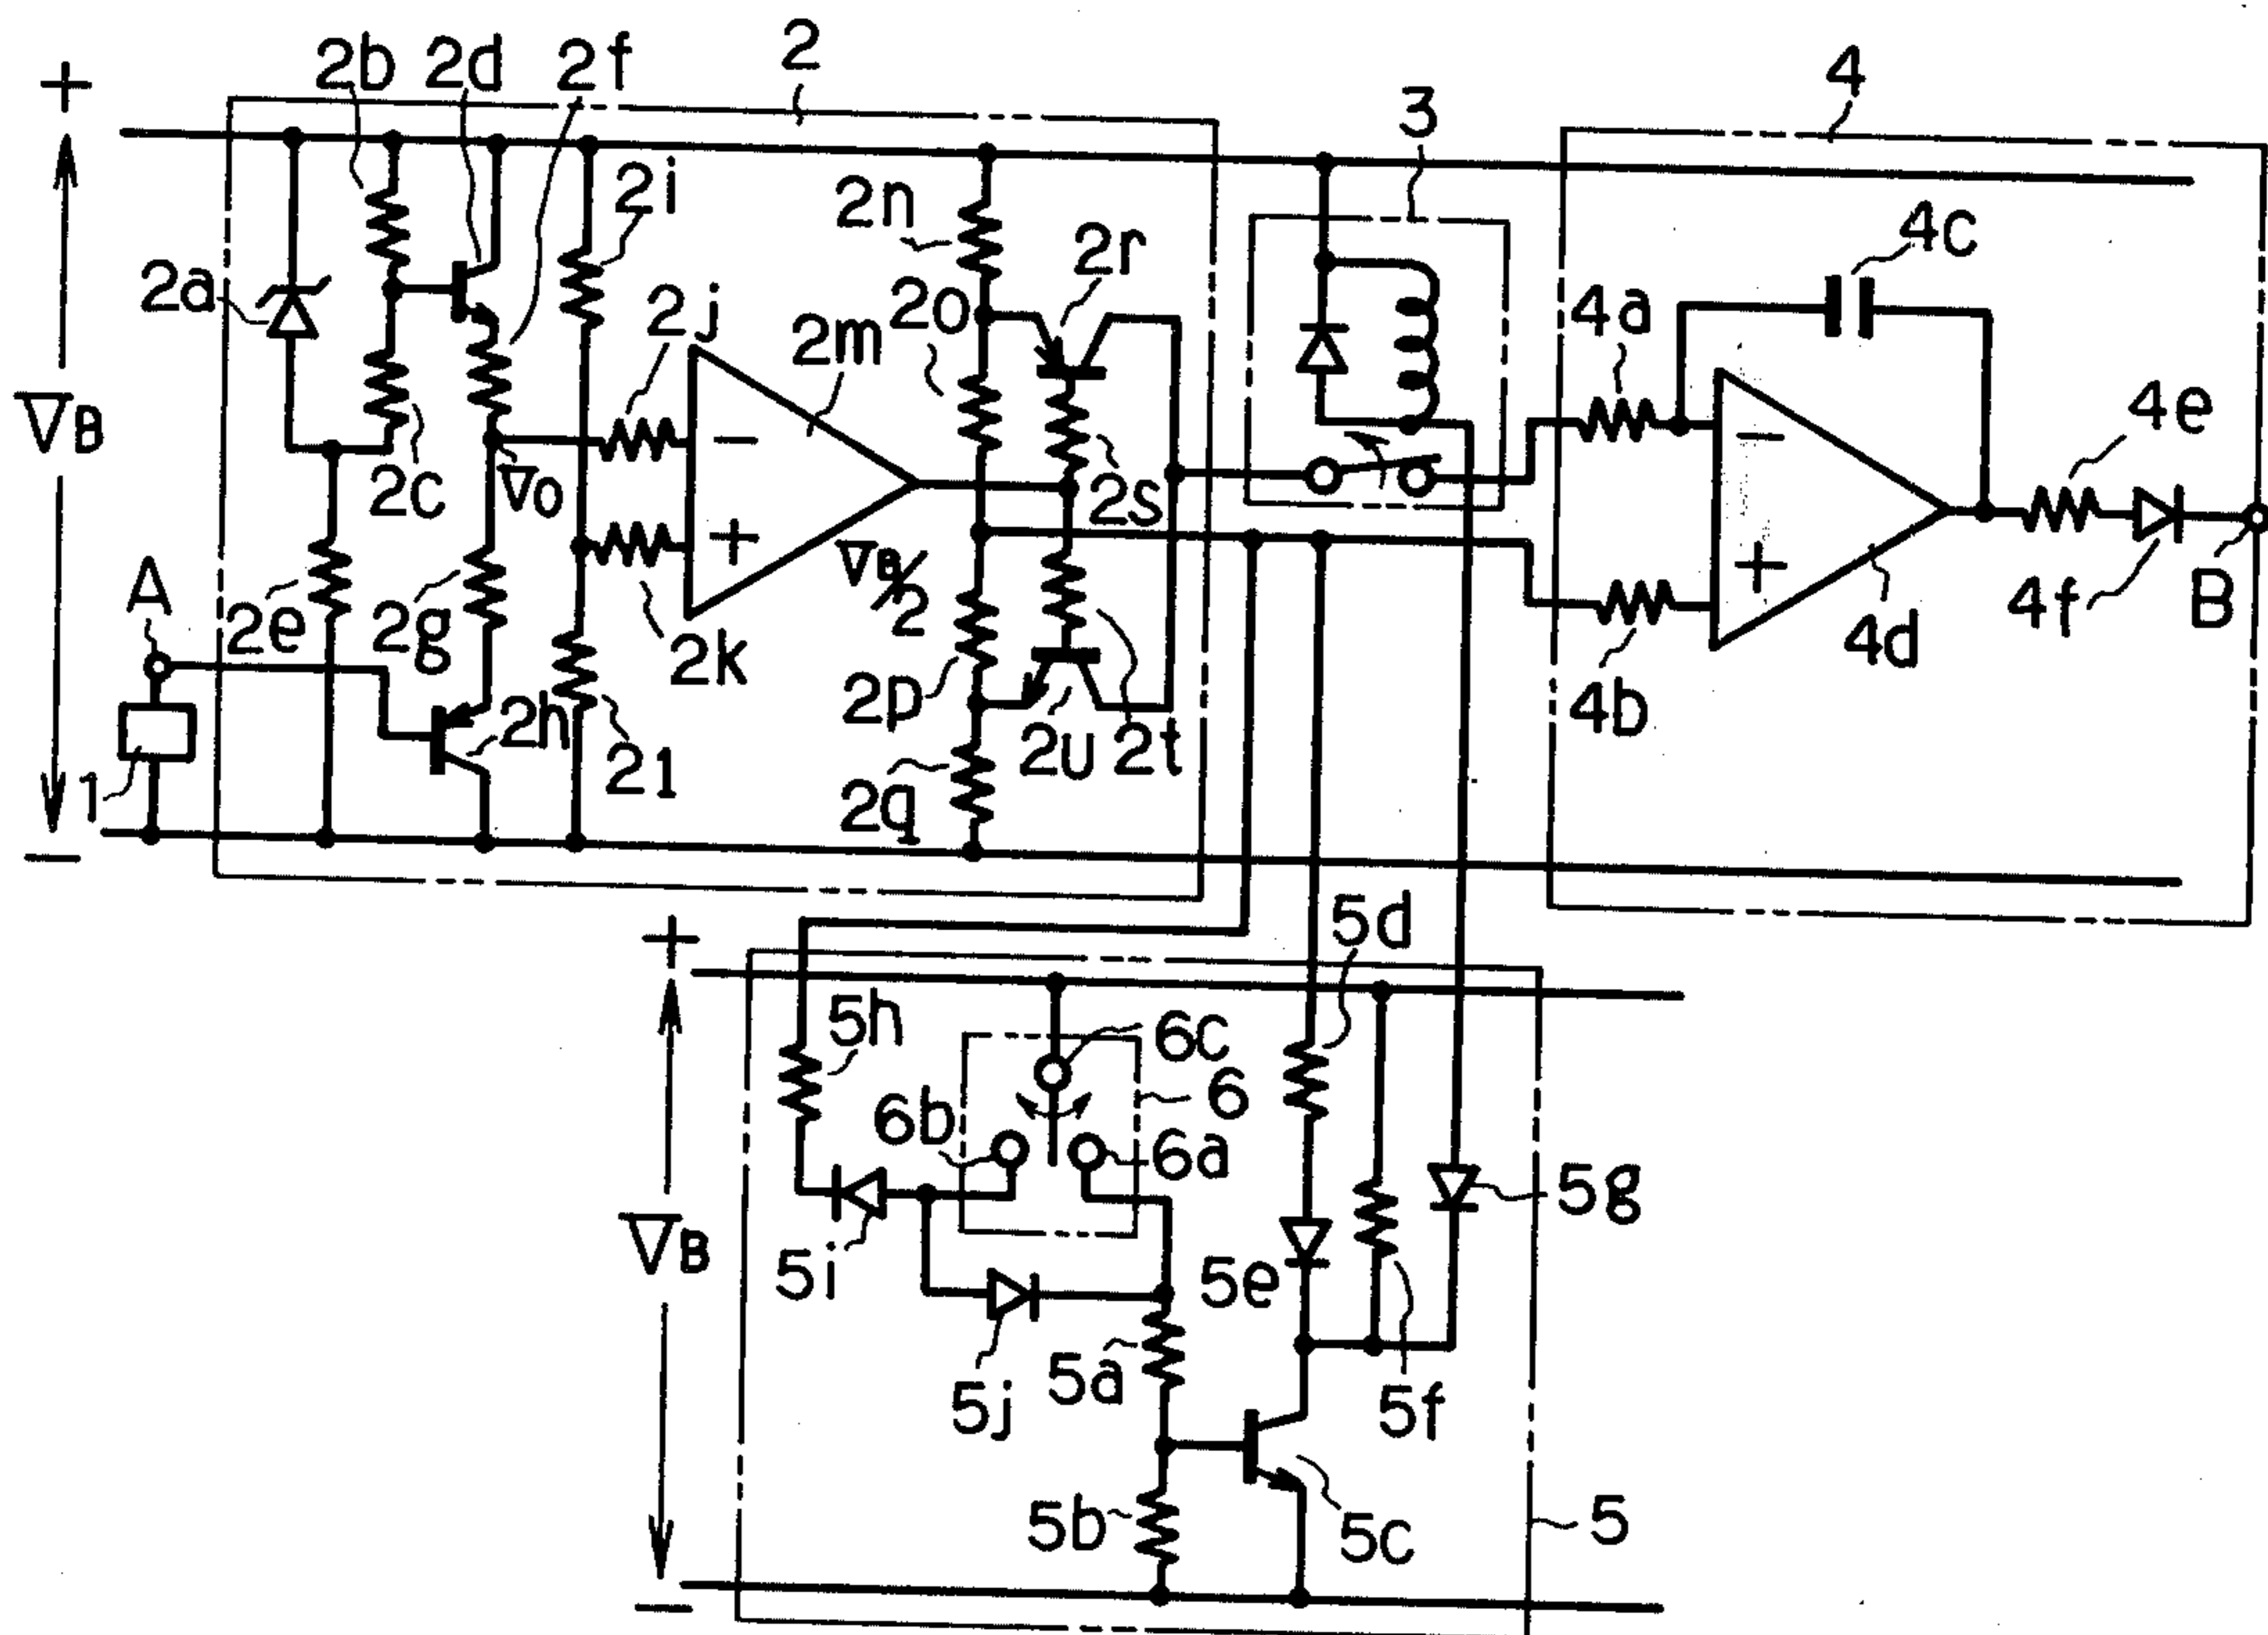 +
2b
2d
2f
2
3
4
2i
2n
2r
4c
2a
2j
2o
2m
4a
4e
VB
2c
V0
2s
VB/2
A
2e
2g
2k
2p
4d
4f
B
4b
2h
2l
2u
2t
1
2q
−
+
5d
5h
6c
6
6b
6a
5g
VB
5i
5e
5j
5a
5f
5b
5c
5
−